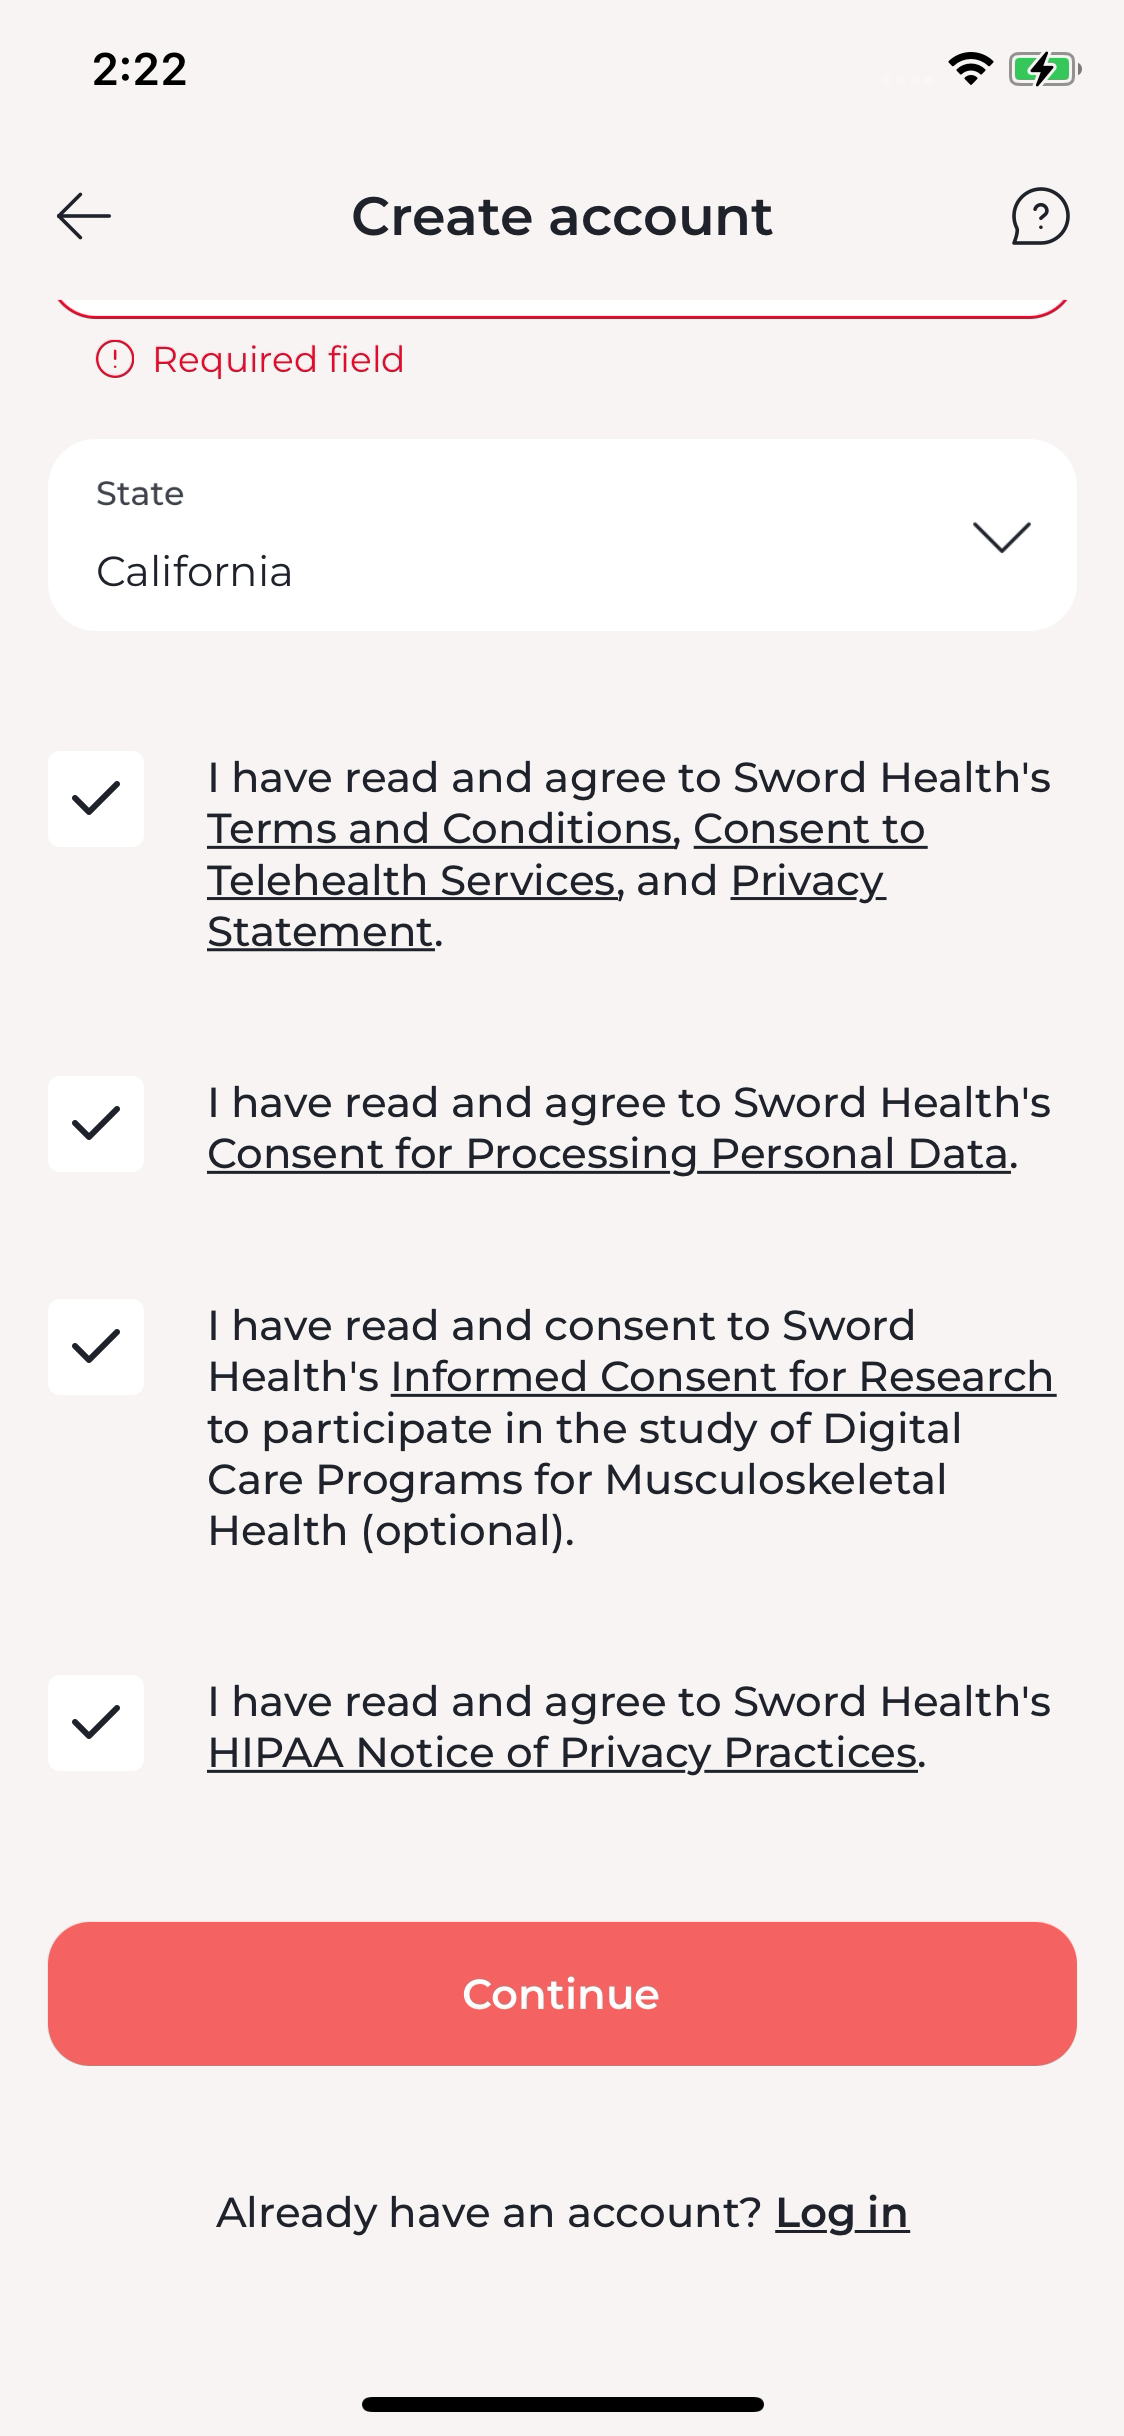 2:22
Create account
Required field
State
California
I have read and agree to Sword Health's
Terms and Conditions, Consent to
Telehealth Services, and Privacy
Statement.
I have read and agree to Sword Health's
Consent for Processing Personal Data.
I have read and consent to Sword
Health's Informed Consent for Research
to participate in the study of Digital
Care Programs for Musculoskeletal
Health (optional).
I have read and agree to Sword Health's
HIPAA Notice of Privacy Practices.
Continue
Already have an account? Log in